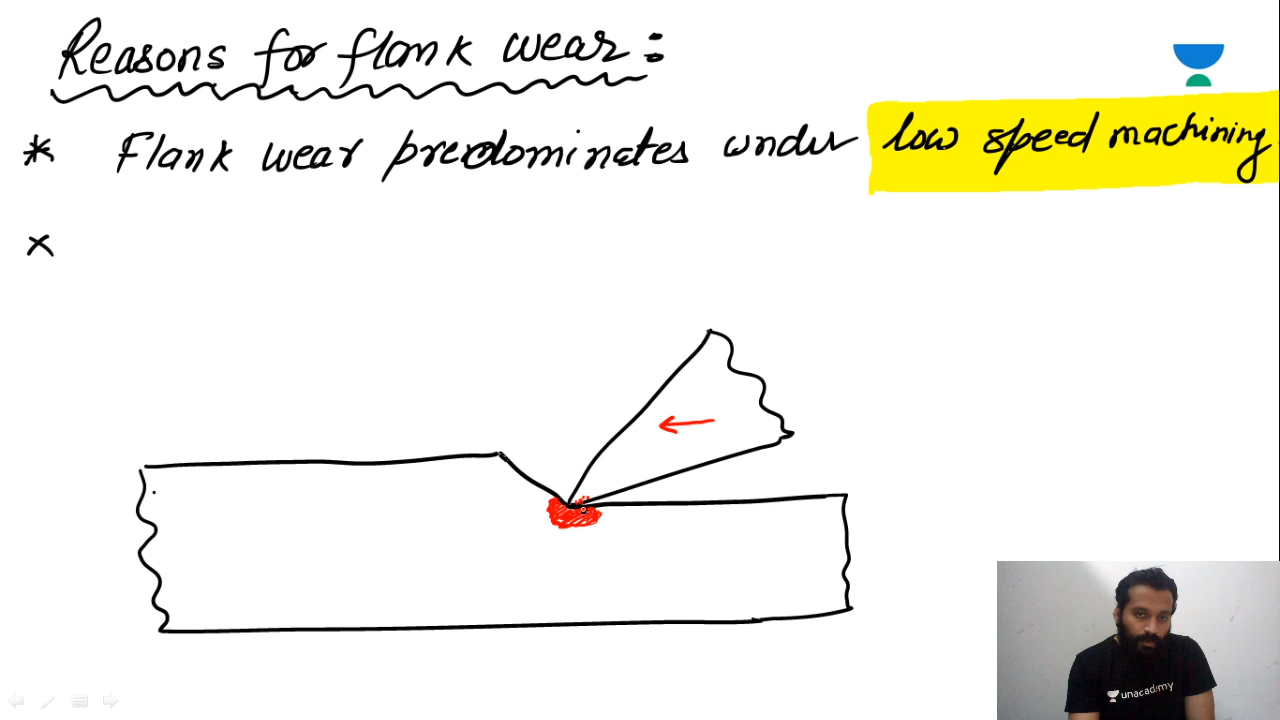 Reasons for flank wear :
* Flank wear predominates under low speed machining.
×
unacademy